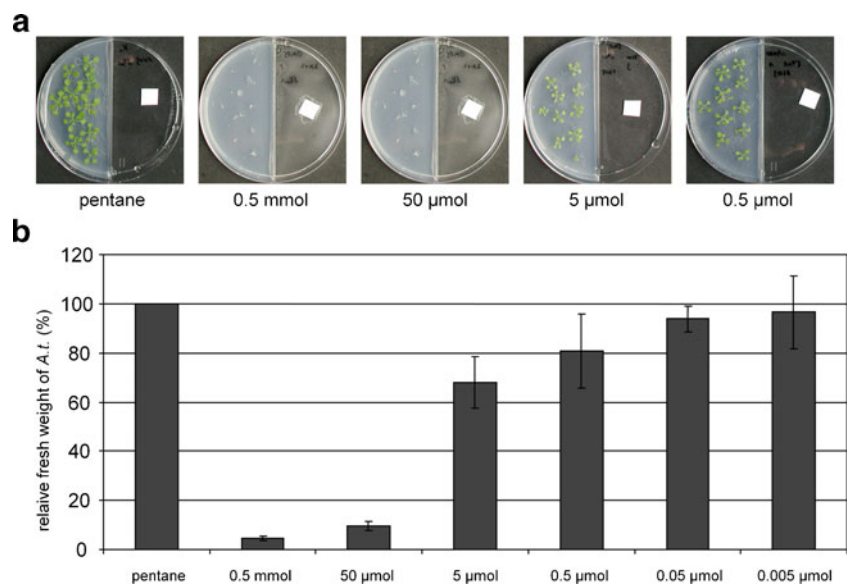 a
pentane 0.5 mmol 50 µmol 5 µmol 0.5 µmol
b
relaive fresh weight of A.t. (%)
120
100
80
60
40
20
0
pentane 0.5 mmol 50 µmol 5 µmol 0.5 µmol 0.05 µmol 0.005 µmol